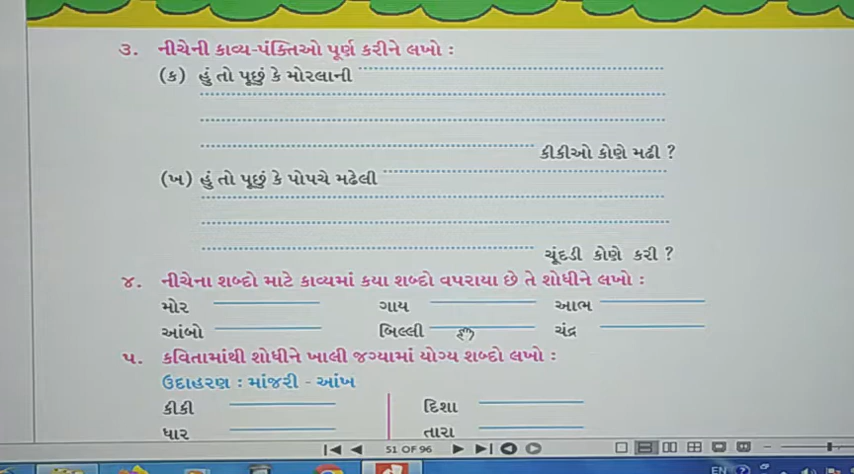 ૩. નીચેની કાવ્ય-પંક્તિઓ પૂર્ણ કરીને લખો :
(ક) હું તો પૂછું કે મોરલાની
કીકીઓ કોણે મઢી ?
(ખ) હું તો પૂછું કે પોપચે મઢેલી
ચૂંદડી કોણે કરી ?
૪. નીચેના શબ્દો માટે કાવ્યમાં કયા શબ્દો વપરાયા છે તે શોધીને લખો :
મોર ગાય આભ
આંબો બિલ્લી ચંદ્ર
૫. કવિતામાંથી શોધીને ખાલી જગ્યામાં યોગ્ય શબ્દો લખો :
ઉદાહરણ : માંજરી - આંખ
કીકી દિશા
ધાર તારા
51 OF 96
EN